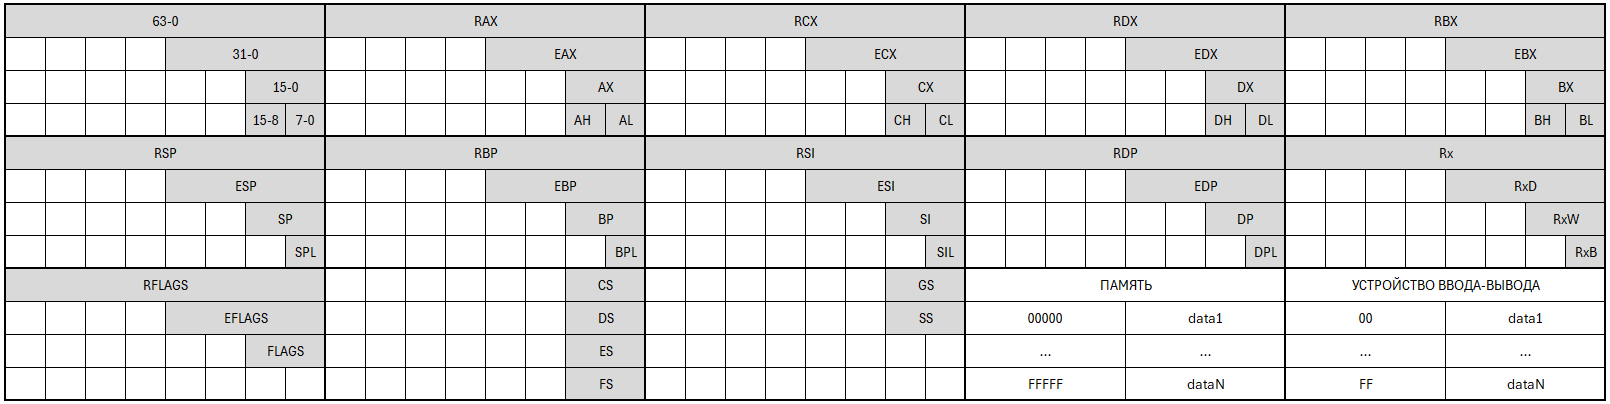 63-0 RAX RCX RDX RBX
31-0 EAX ECX EDX EBX
15-0 AX CX DX BX
15-8 7-0 AH AL CH CL DH DL BH BL
RSP RBP RSI RDP Rx
ESP EBP ESI EDP RxD
SP BP SI DP RxW
SPL BPL SIL DPL RxB
RFLAGS CS GS ПАМЯТЬ УСТРОЙСТВО ВВОДА-ВЫВОДА
EFLAGS DS SS 00000 data1 00 data1
FLAGS ES ... ... ... ...
FS FFFFF dataN FF dataN